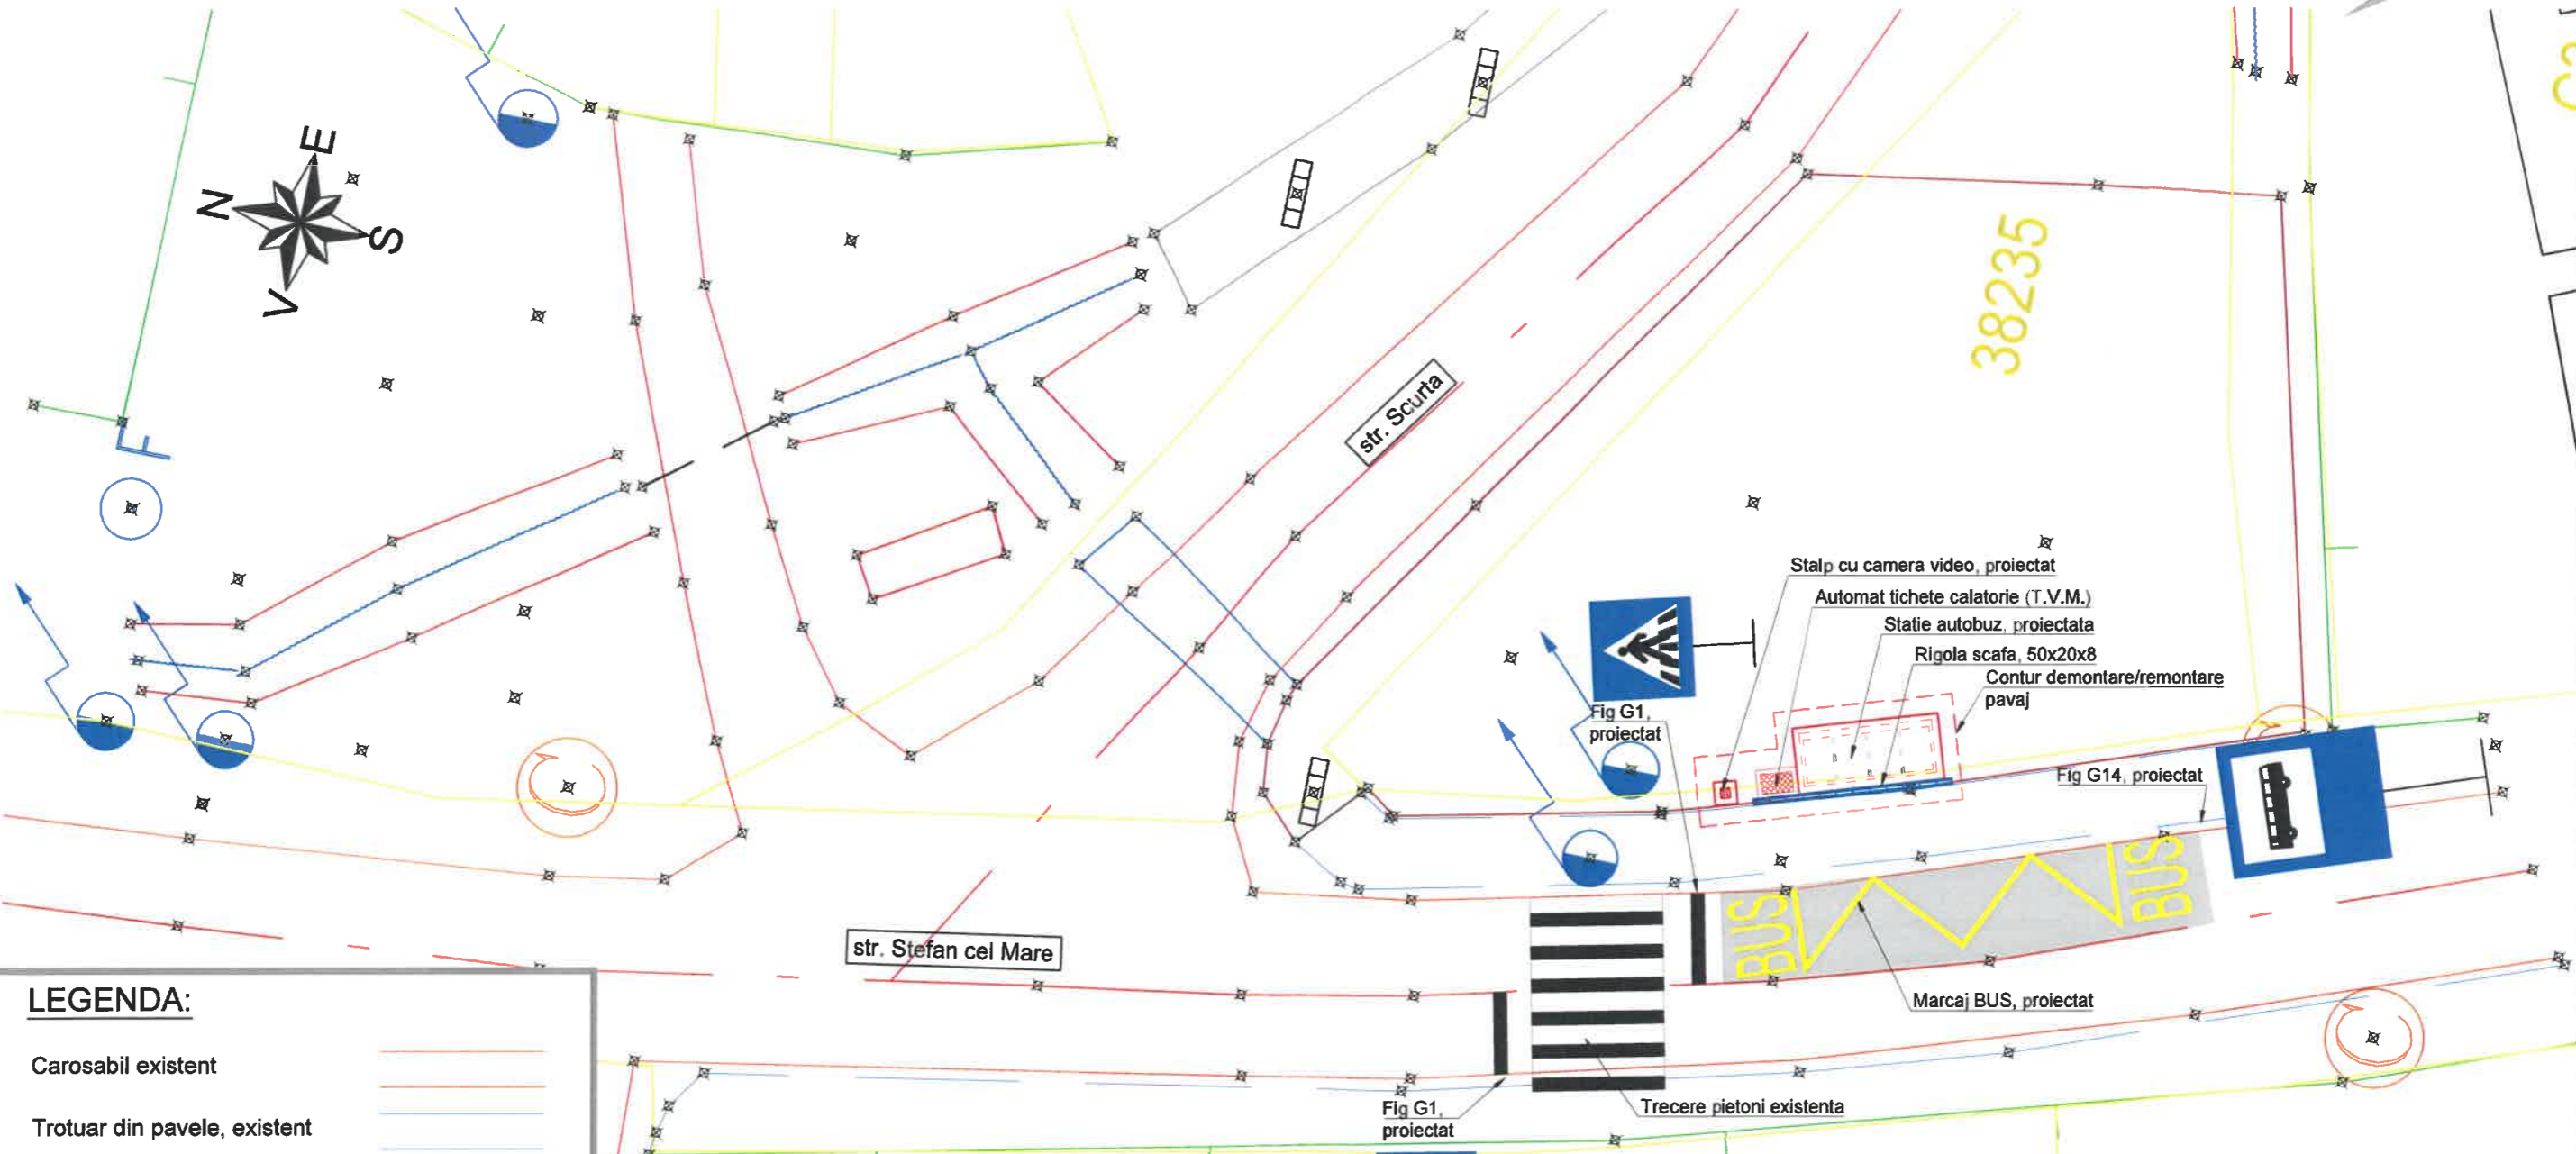 E
N
S
V
F
38235
str. Scurta
Stalp cu camera video, proiectat
Automat tichete calatorie (T.V.M.)
Statie autobuz, proiectata
Rigola scafa, 50x20x8
Contur demontare/remontare
pavaj
Fig G1,
proiectat
Fig G14, proiectat
BUS
BUS
str. Stefan cel Mare
Marcaj BUS, proiectat
Fig G1,
proiectat
Trecere pietoni existenta
LEGENDA:
Carosabil existent
Trotuar din pavele, existent